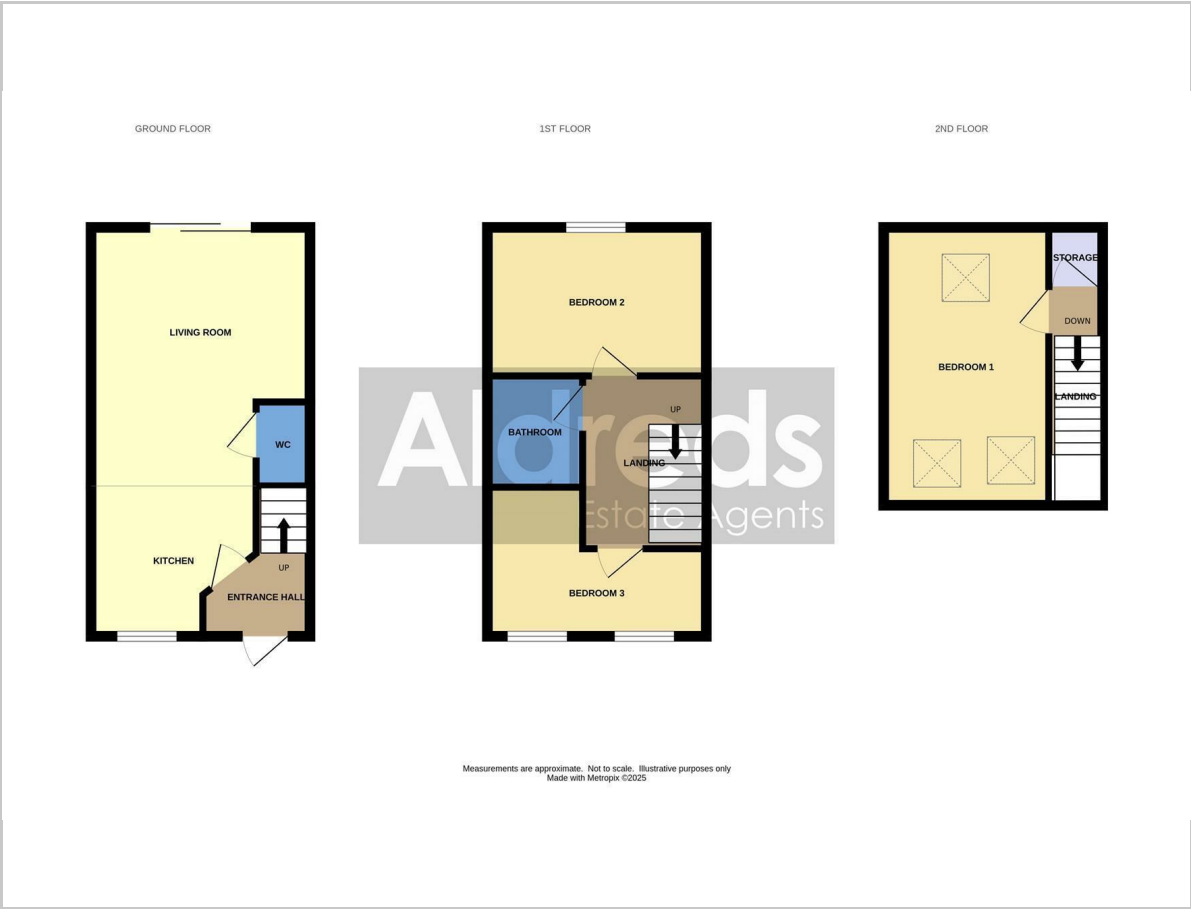 GROUND FLOOR
LIVING ROOM
WC
KITCHEN
UP
ENTRANCE HALL
1ST FLOOR
BEDROOM 2
UP
BATHROOM
LANDING
BEDROOM 3
Aldreds
Estate Agents
2ND FLOOR
STORAGE
DOWN
BEDROOM 1
LANDING
Measurements are approximate. Not to scale. Illustrative purposes only
Made with Metropix ©2025